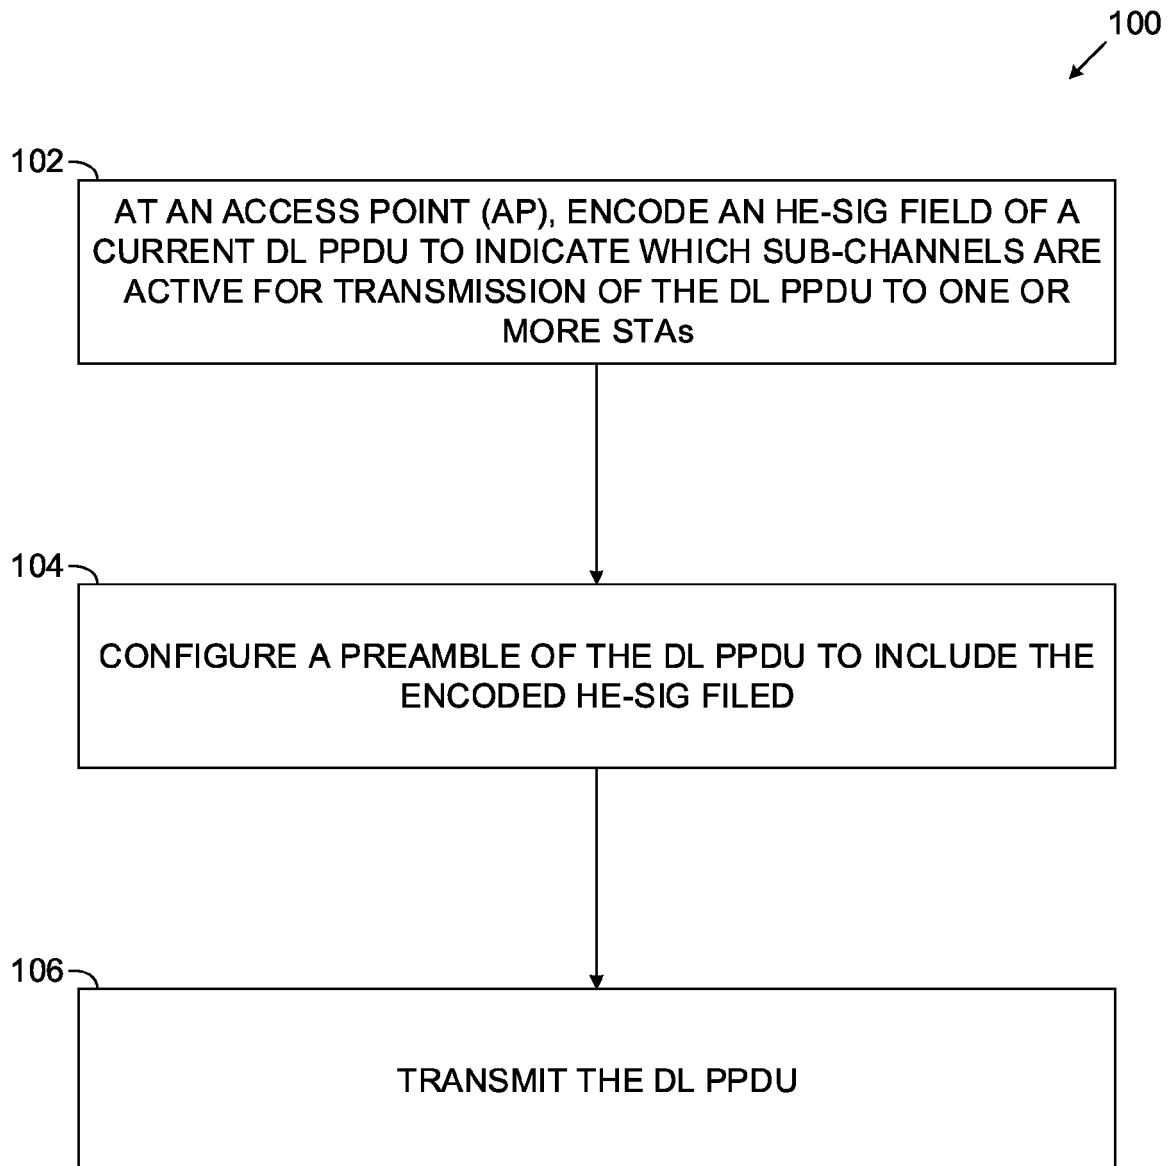 100
102
AT AN ACCESS POINT (AP), ENCODE AN HE-SIG FIELD OF A
CURRENT DL PPDU TO INDICATE WHICH SUB-CHANNELS ARE
ACTIVE FOR TRANSMISSION OF THE DL PPDU TO ONE OR
MORE STAs
104
CONFIGURE A PREAMBLE OF THE DL PPDU TO INCLUDE THE
ENCODED HE-SIG FILED
106
TRANSMIT THE DL PPDU